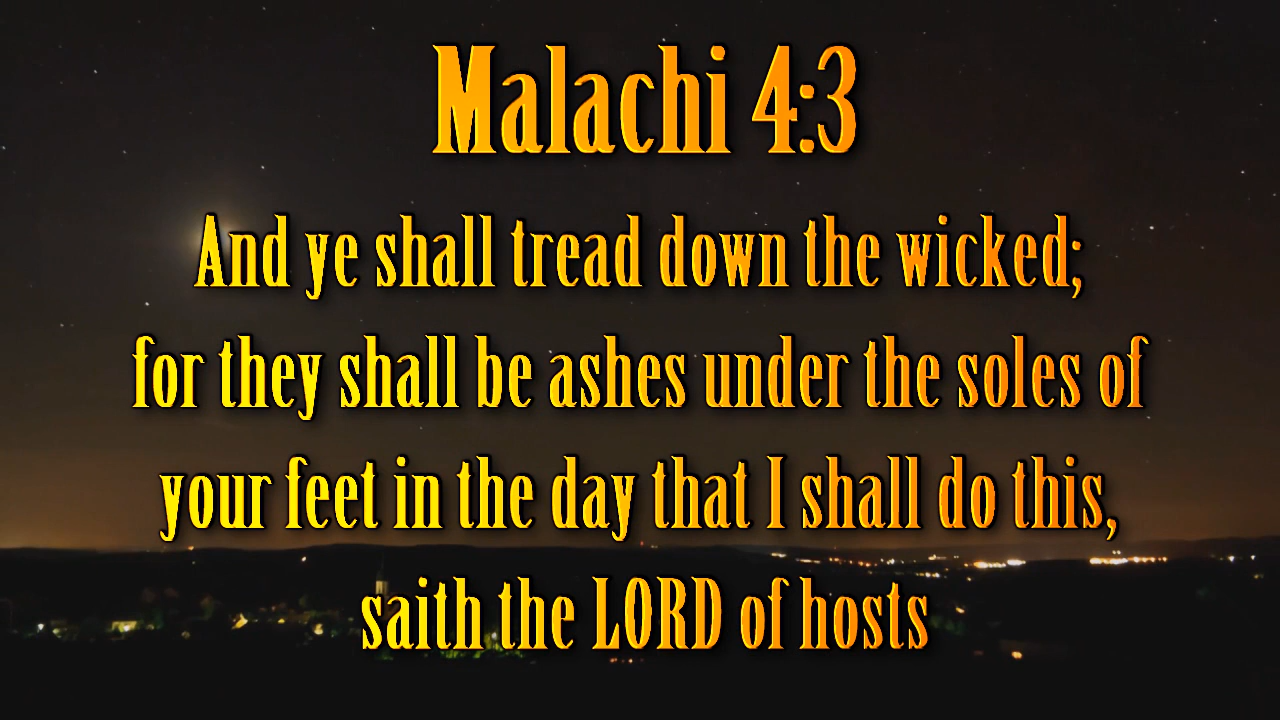 Malachi 4:3
And ye shall tread down the wicked;
for they shall be ashes under the soles of
your feet in the day that I shall do this,
saith the LORD of hosts